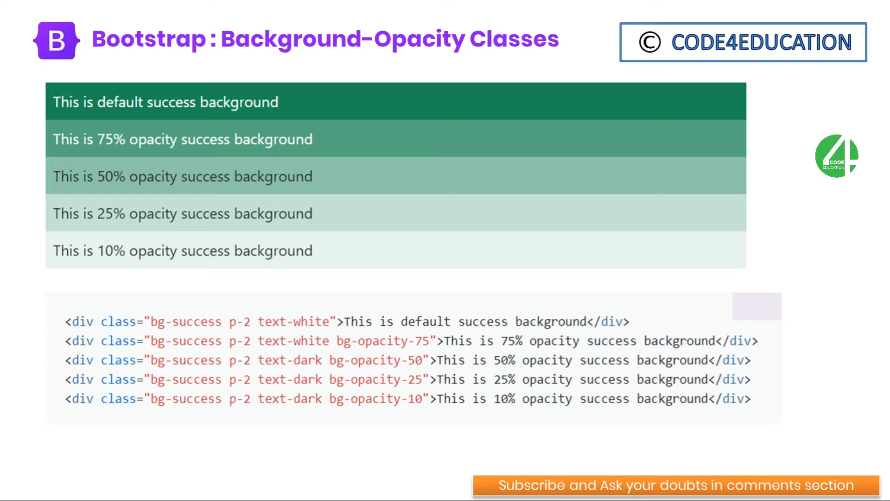 B
Bootstrap : Background-Opacity Classes
© CODE4EDUCATION
This is default success background
This is 75% opacity success background
This is 50% opacity success background
This is 25% opacity success background
This is 10% opacity success background
4
CODE
EDUCATION
<div class="bg-success p-2 text-white">This is default success background</div>
<div class="bg-success p-2 text-white bg-opacity-75">This is 75% opacity success background</div>
<div class="bg-success p-2 text-dark bg-opacity-50">This is 50% opacity success background</div>
<div class="bg-success p-2 text-dark bg-opacity-25">This is 25% opacity success background</div>
<div class="bg-success p-2 text-dark bg-opacity-10">This is 10% opacity success background</div>
Subscribe and Ask your doubts in comments section